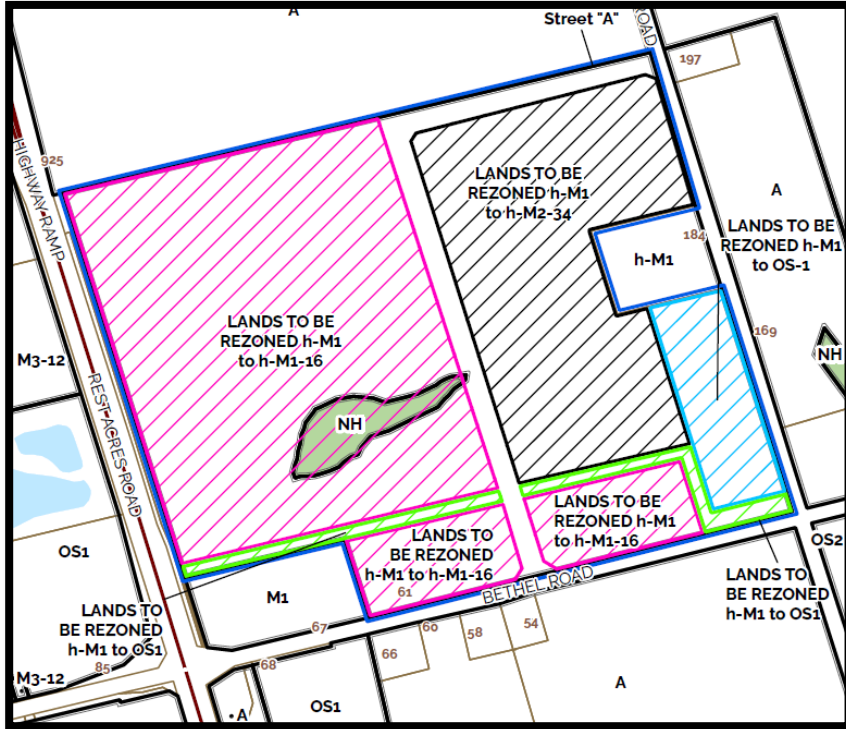 A
Street "A"
ROAD
197
925
HIGHWAY RAMP
LANDS TO BE
REZONED h-M1
to h-M2-34
A
184
LANDS TO BE
REZONED h-M1
to OS-1
h-M1
LANDS TO BE
REZONED h-M1
to h-M1-16
169
NH
M3-12
REST ACRES ROAD
NH
LANDS TO BE
REZONED h-M1
to h-M1-16
LANDS TO
BE REZONED
h-M1 to h-M1-16
61
OS1
OS2
BETHEL ROAD
LANDS TO
BE REZONED
h-M1 to OS1
M1
LANDS TO
BE REZONED
h-M1 to OS1
67
60
58
54
85
68
66
M3-12
A
OS1
A